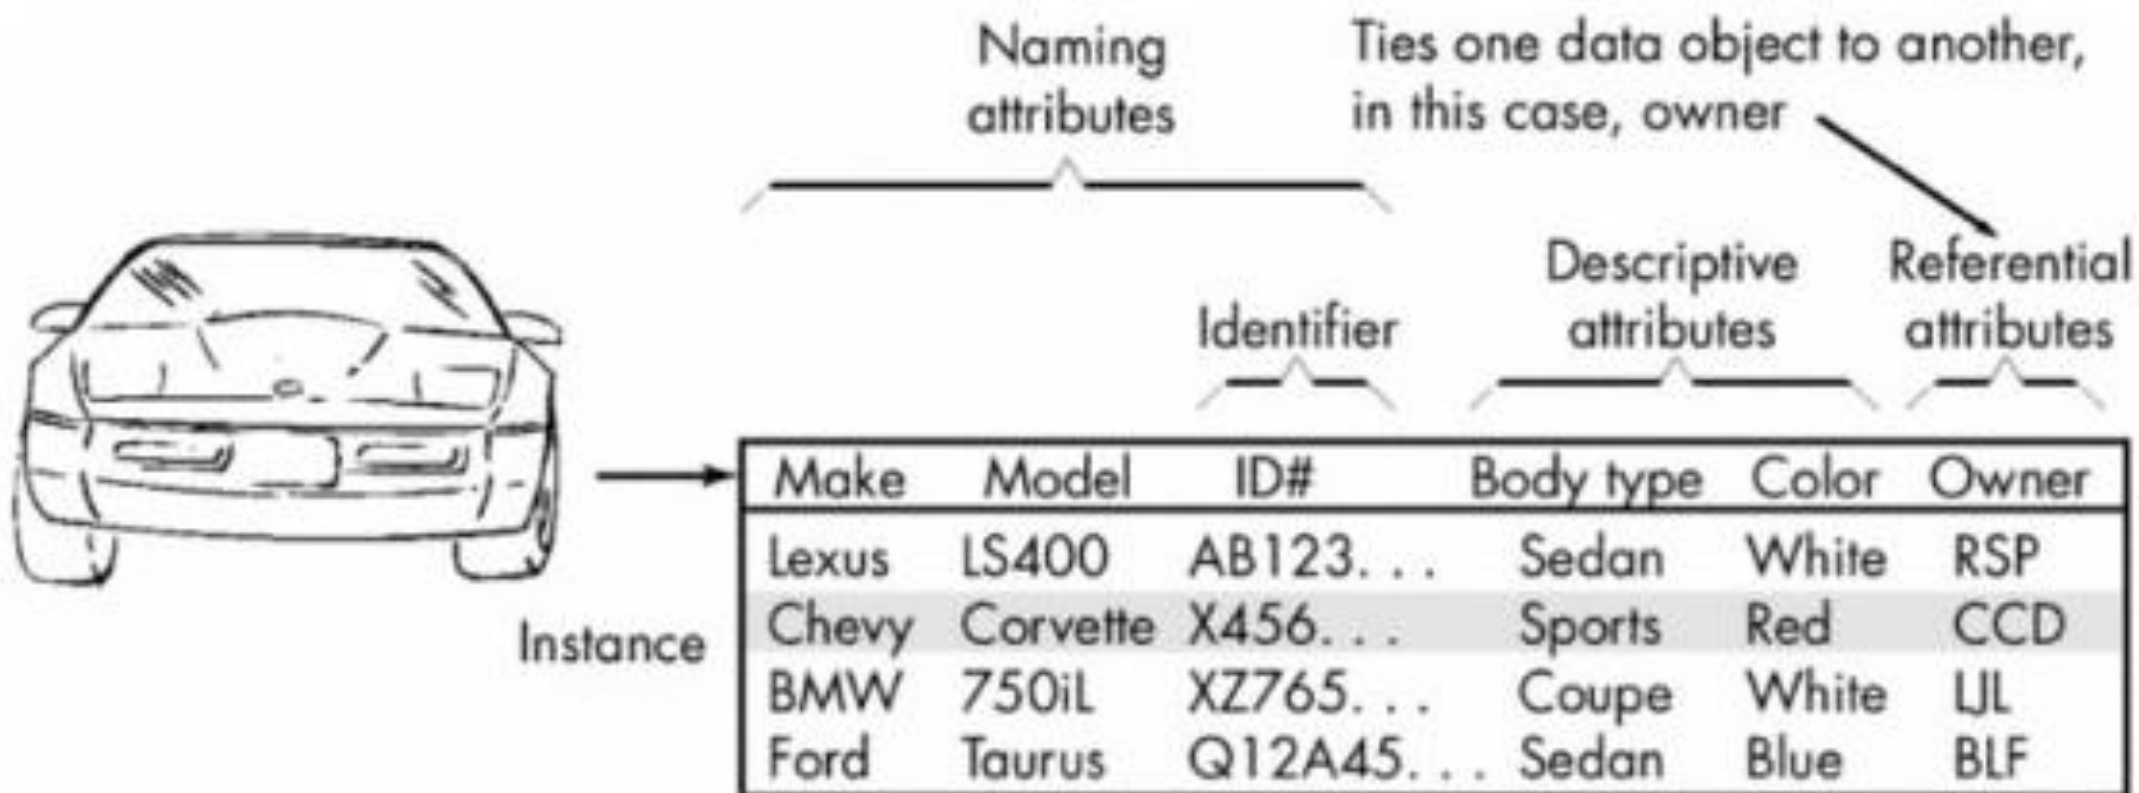 Naming
attributes
Ties one data object to another,
in this case, owner
Identifier
Descriptive
attributes
Referential
attributes
Make Model ID# Body type Color Owner
Lexus LS400 AB123. . . Sedan White RSP
Chevy Corvette X456. . . Sports Red CCD
BMW 750iL XZ765. . . Coupe White LJL
Ford Taurus Q12A45. . . Sedan Blue BLF
Instance